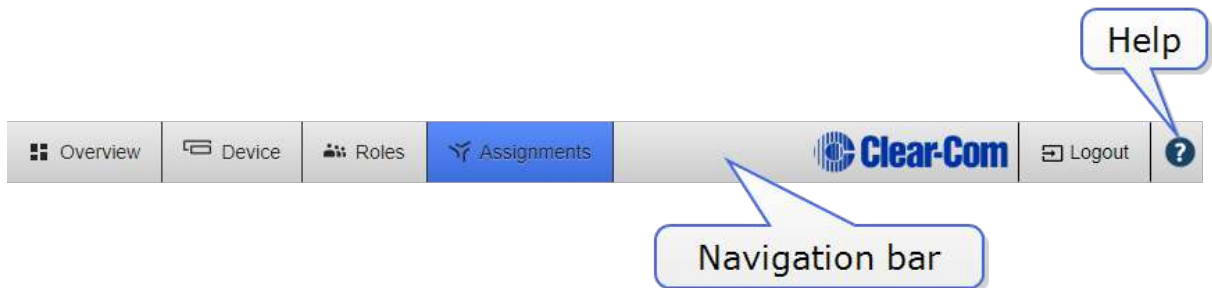 Help
Overview
Device
Roles
Assignments
Clear-Com
Logout
?
Navigation bar